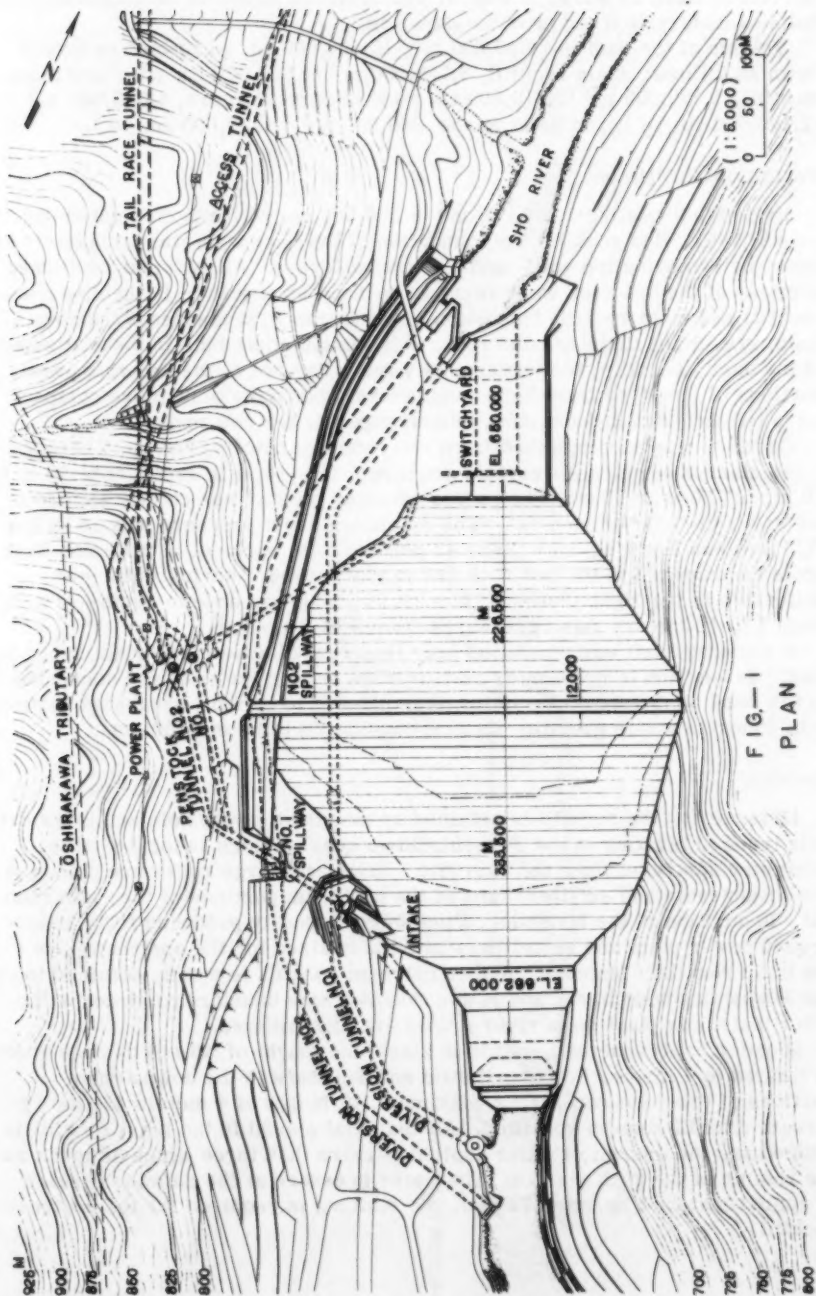 N
ŌSHIRAKAWA TRIBUTARY
TAIL RACE TUNNEL
ACCESS TUNNEL
POWER PLANT
PENSTOCK
TUNNEL NO.2
NO.1
NO.1
SPILLWAY
NO.2
SPILLWAY
DIVERSION TUNNEL NO.2
DIVERSION TUNNEL NO.1
INTAKE
SHO RIVER
SWITCHYARD
EL. 650.000
M
226.500
12.000
M
333.500
EL. 662.000
(1:5,000)
0 50 100M
M
925
900
875
850
825
800
700
725
750
775
800
FIG.—1
PLAN